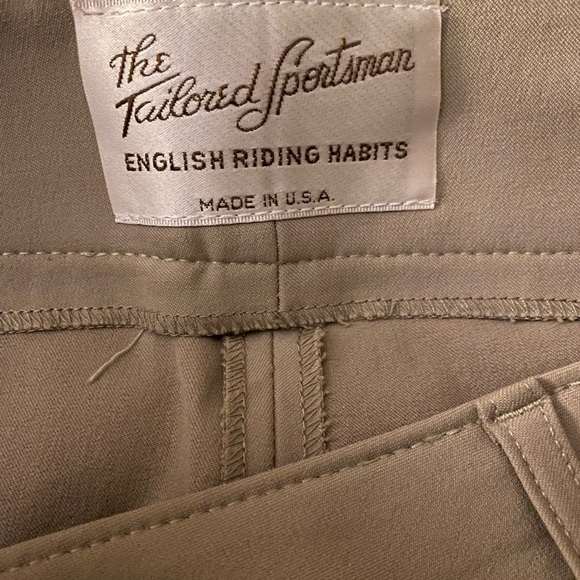 The
Tailored Sportsman
ENGLISH RIDING HABITS
MADE IN U.S.A.